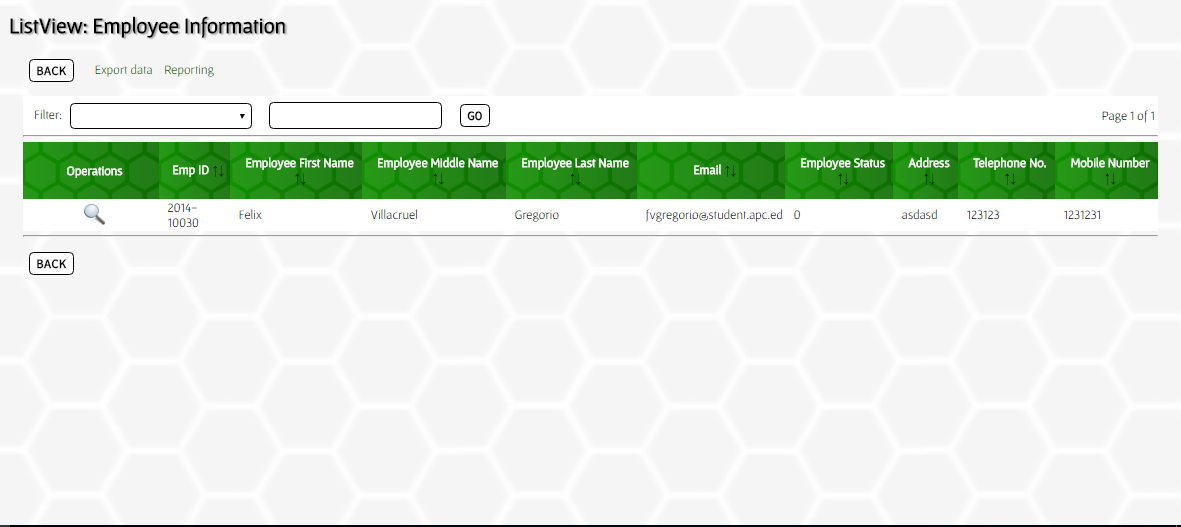 ListView: Employee Information
BACK Export data Reporting
Filter: GO Page 1 of 1
Operations Emp ID ↑↓ Employee First Name ↑↓ Employee Middle Name ↑↓ Employee Last Name ↑↓ Email ↑↓ Employee Status ↑↓ Address ↑↓ Telephone No. ↑↓ Mobile Number ↑↓
2014-
10030 Felix Villacruel Gregorio fvgregorio@student.apc.ed 0 asdasd 123123 1231231
BACK